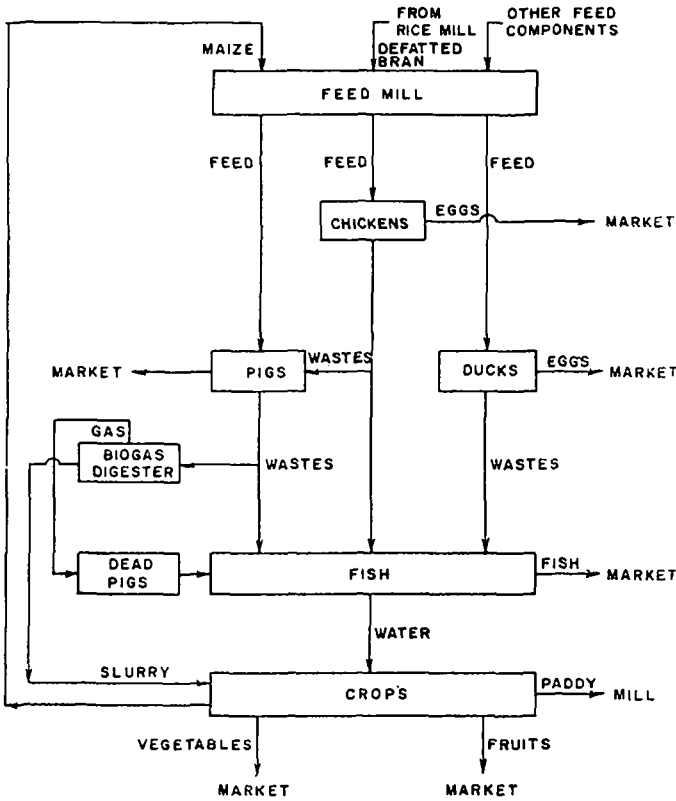 FROM
RICE MILL
OTHER FEED
COMPONENTS
MAIZE
DEFATTED
BRAN
FEED MILL
FEED
FEED
FEED
CHICKENS
EGGS
MARKET
MARKET
PIGS
WASTES
DUCKS
EGGS
MARKET
GAS
BIOGAS
DIGESTER
WASTES
WASTES
DEAD
PIGS
FISH
FISH
MARKET
WATER
SLURRY
CROP'S
PADDY
MILL
VEGETABLES
FRUITS
MARKET
MARKET